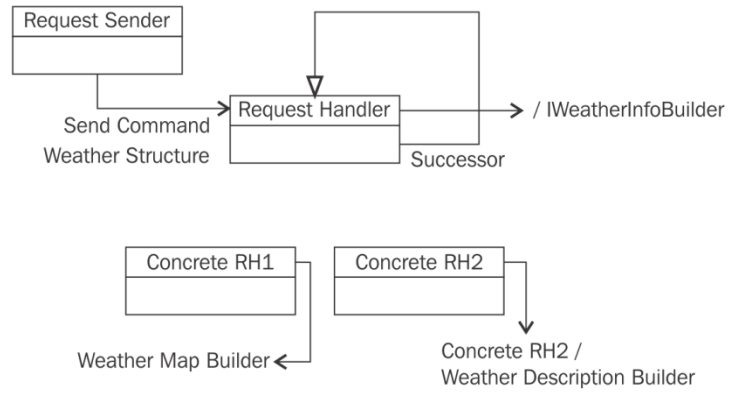 Request Sender
Request Handler
/ IWeatherInfoBuilder
Send Command
Weather Structure
Successor
Concrete RH1
Concrete RH2
Weather Map Builder
Concrete RH2 /
Weather Description Builder